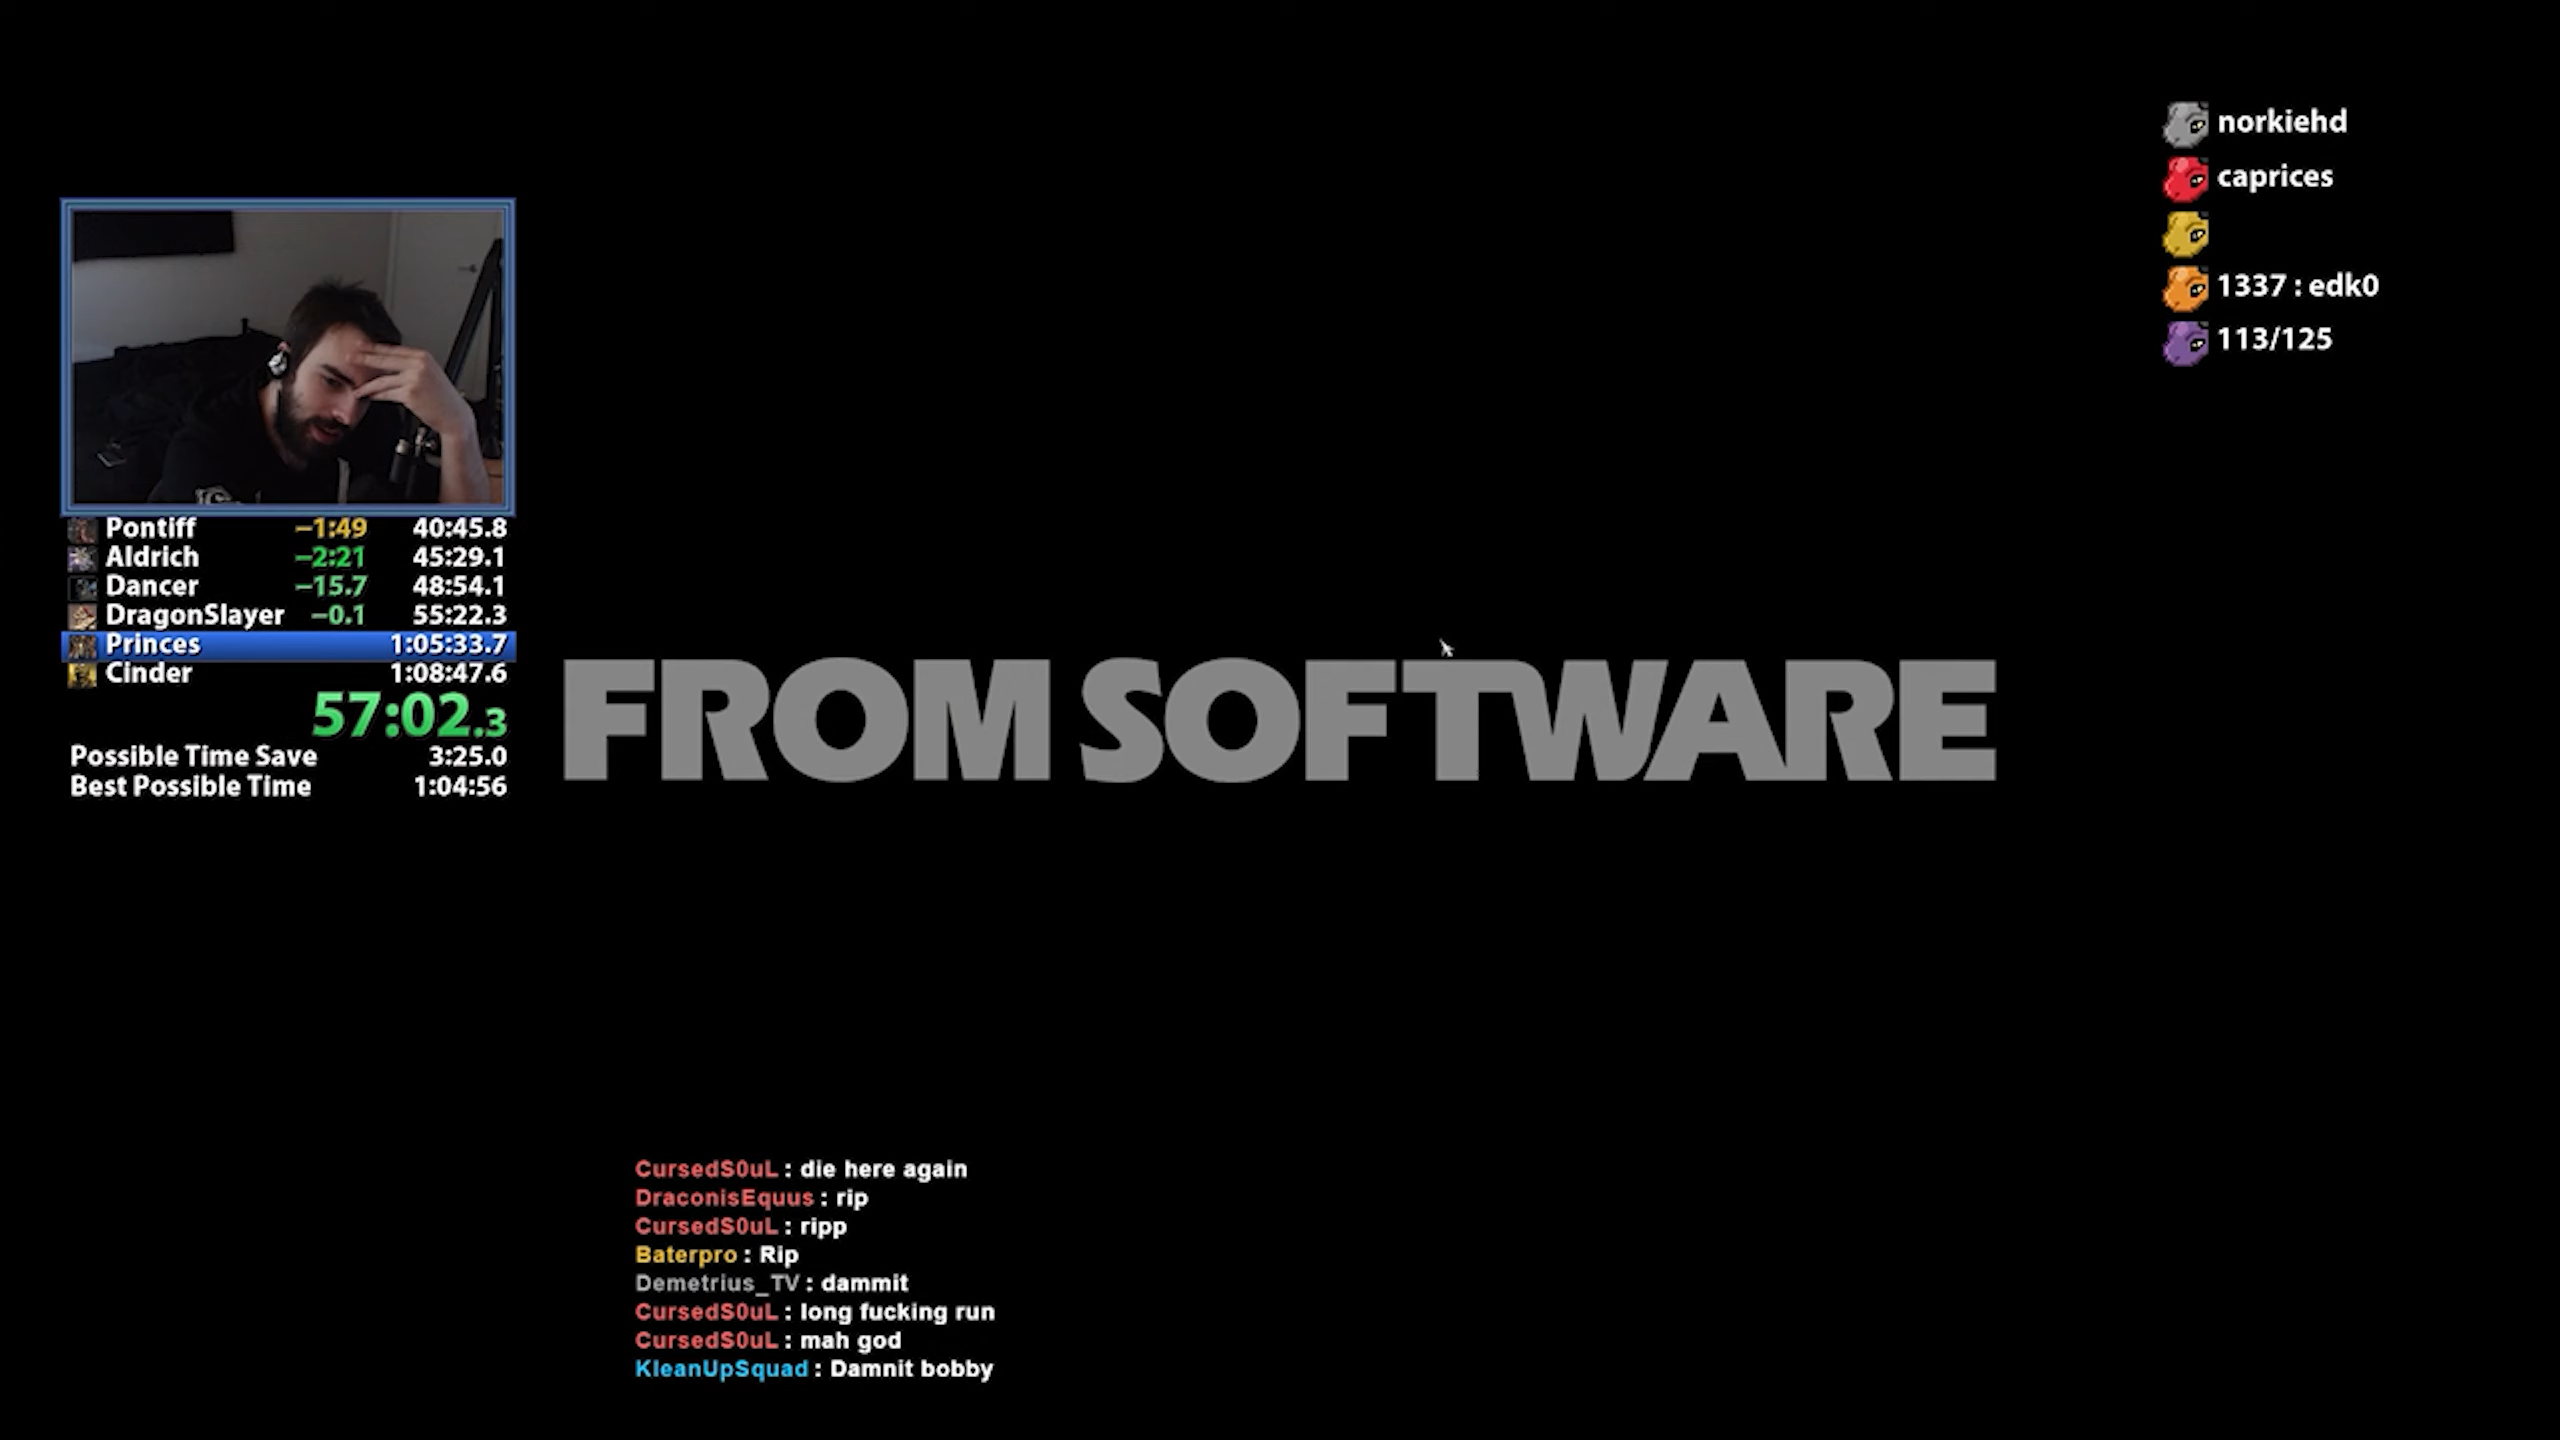 norkiehd
caprices
1337 : edk0
113/125
Pontiff −1:49 40:45.8
Aldrich −2:21 45:29.1
Dancer −15.7 48:54.1
DragonSlayer −0.1 55:22.3
Princes 1:05:33.7
Cinder 1:08:47.6
57:02.3
Possible Time Save 3:25.0
Best Possible Time 1:04:56
FROM SOFTWARE
CursedS0uL : die here again
DraconisEquus : rip
CursedS0uL : ripp
Baterpro : Rip
Demetrius_TV : dammit
CursedS0uL : long fucking run
CursedS0uL : mah god
KleanUpSquad : Damnit bobby